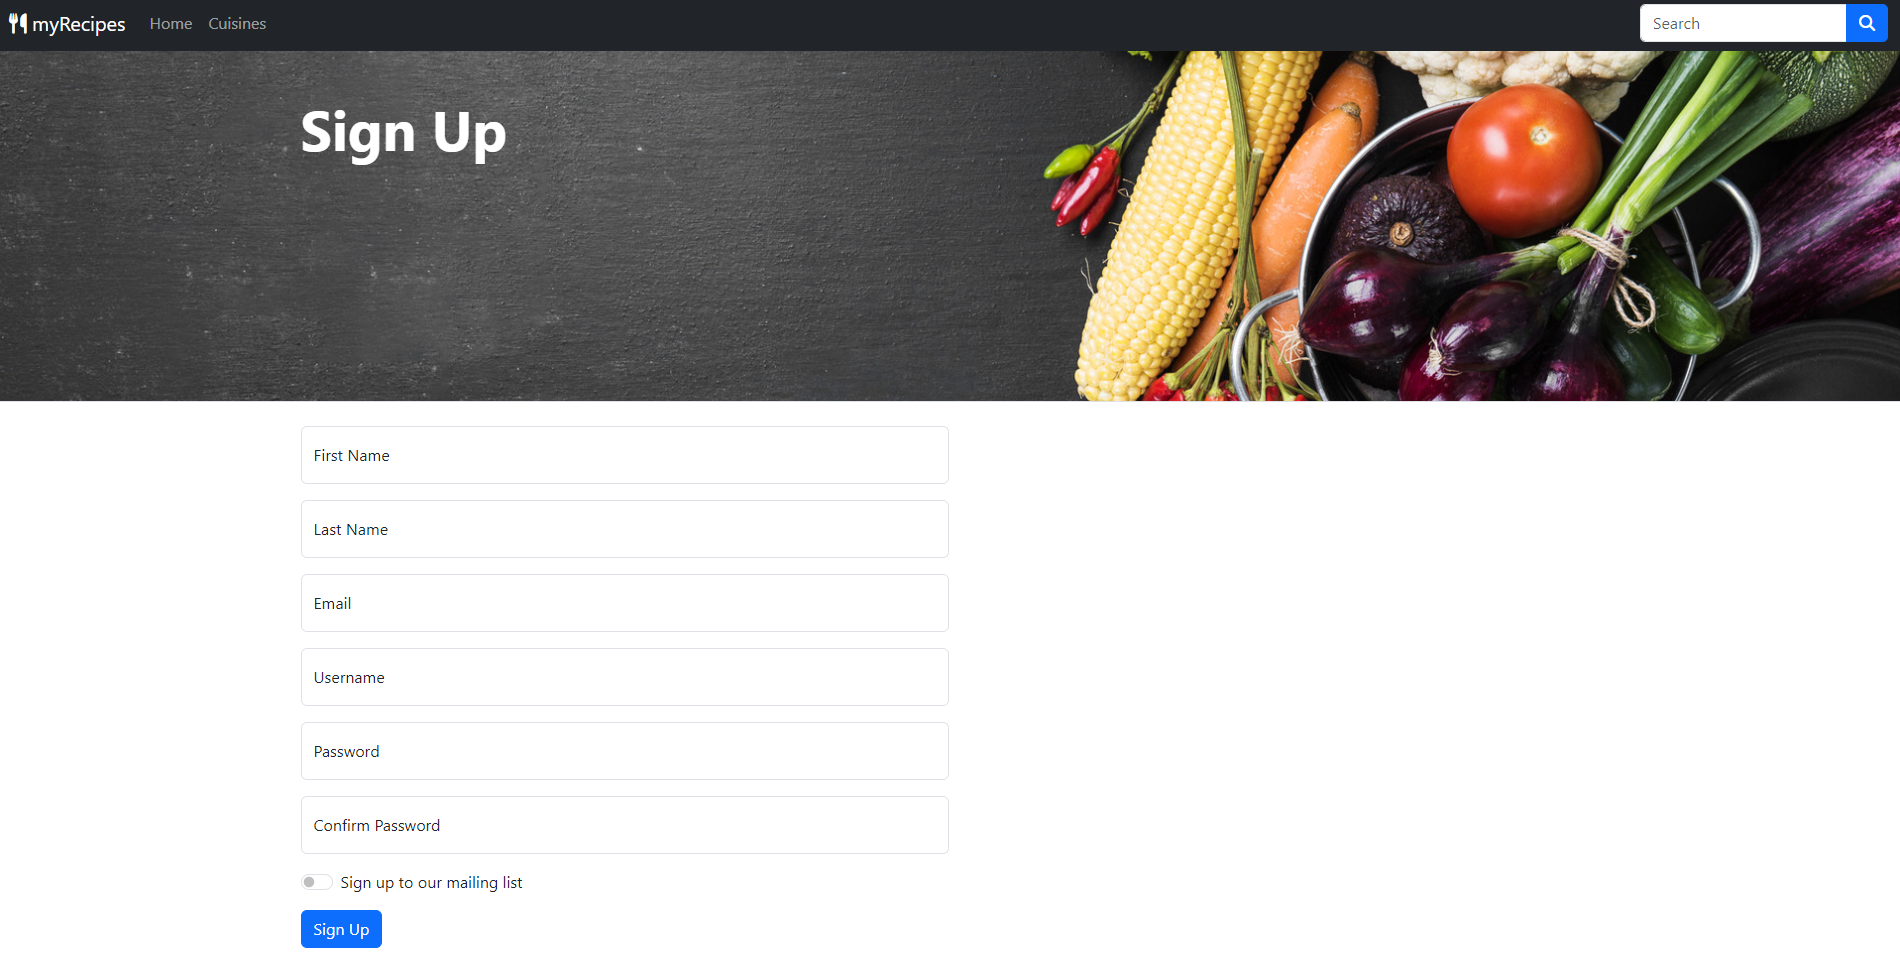 myRecipes Home Cuisines Search
Sign Up
First Name
Last Name
Email
Username
Password
Confirm Password
Sign up to our mailing list
Sign Up